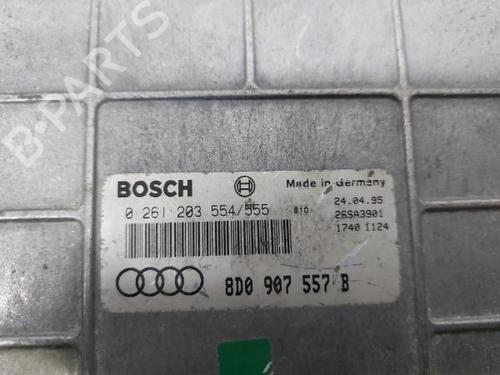 B-PARTS
BOSCH Made in Germany
0 261 203 554/555 B10 24.04.95
26SA3901
1740 1124
8D0 907 557 B